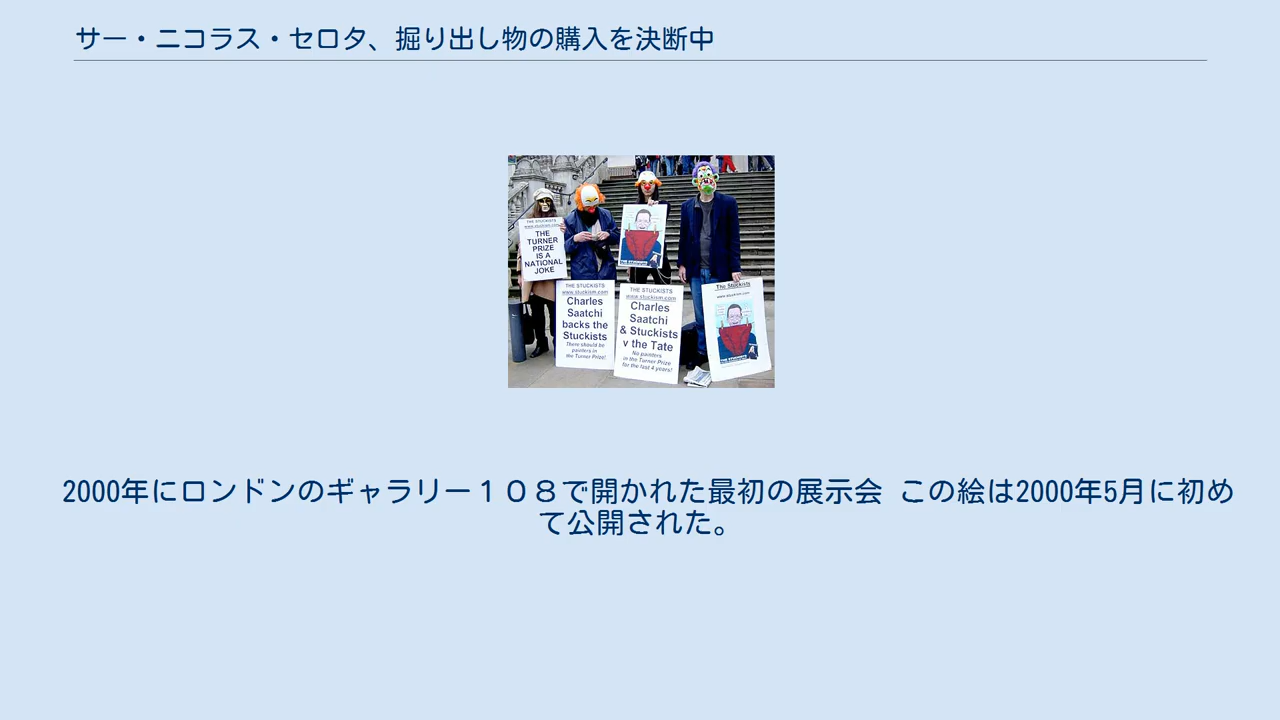 サー・ニコラス・セロタ、掘り出し物の購入を決断中
THE STUCKISTS
www.stuckism.com
THE
TURNER
PRIZE
IS A
NATIONAL
JOKE
THE STUCKISTS
www.stuckism.com
Charles
Saatchi
backs the
Stuckists
There should be
painters in
the Turner Prize!
THE STUCKISTS
www.stuckism.com
Charles
Saatchi
& Stuckists
v the Tate
No painters
in the Turner Prize
for the last 4 years!
The Stuckists
www.stuckism.com
2000年にロンドンのギャラリー１０８で開かれた最初の展示会 この絵は2000年5月に初め
て公開された。